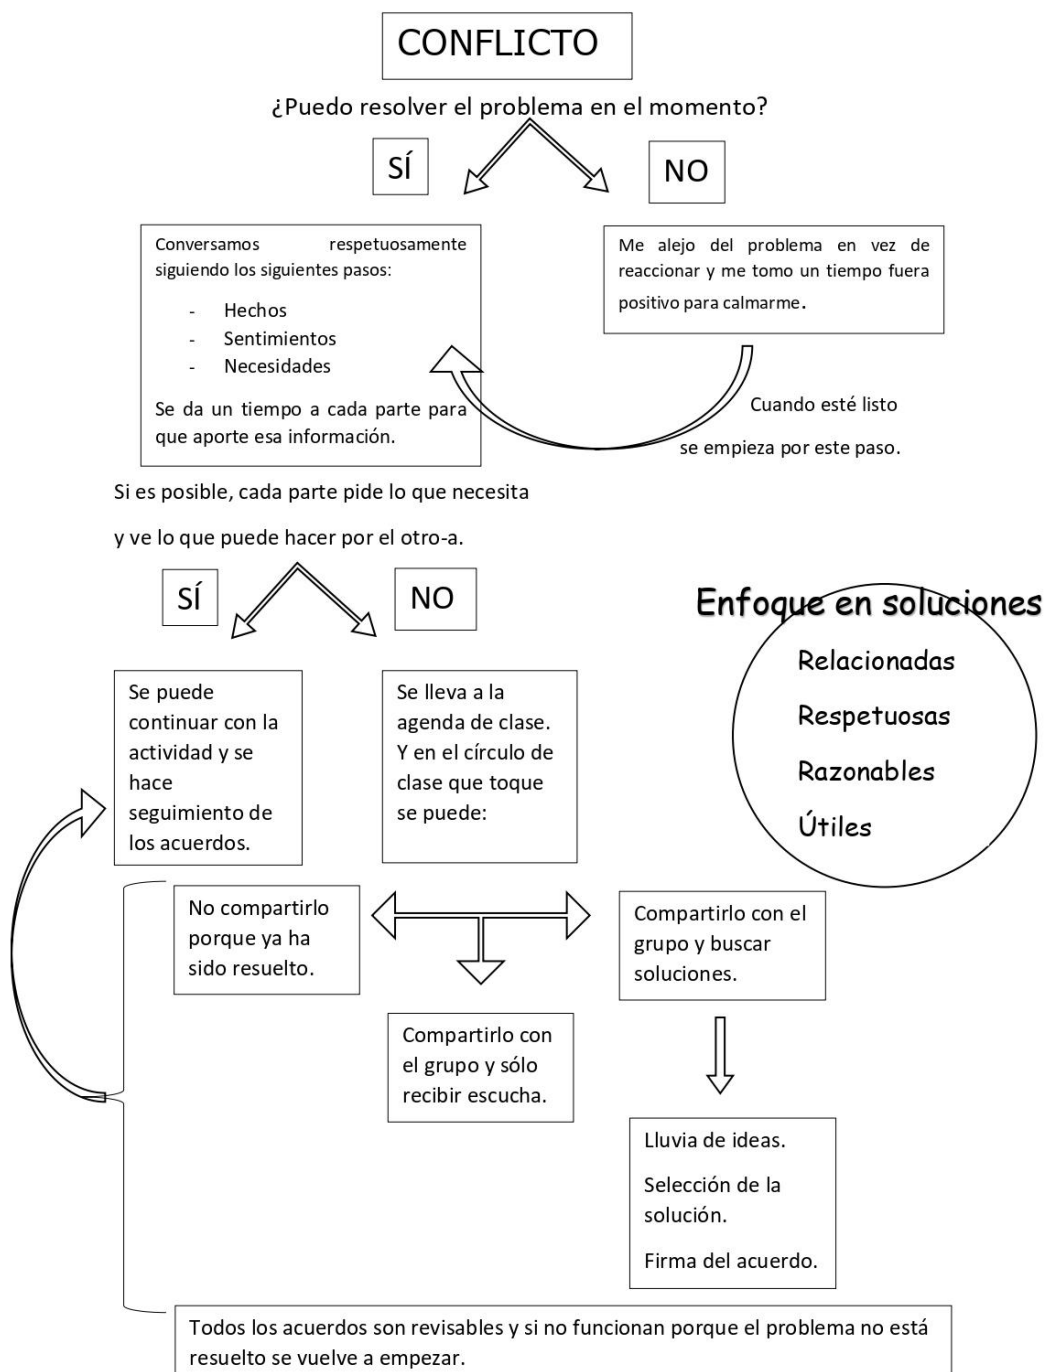 CONFLICTO
¿Puedo resolver el problema en el momento?
SÍ
NO
Conversamos respetuosamente
siguiendo los siguientes pasos:
- Hechos
- Sentimientos
- Necesidades
Se da un tiempo a cada parte para
que aporte esa información.
Me alejo del problema en vez de
reaccionar y me tomo un tiempo fuera
positivo para calmarme.
Cuando esté listo
se empieza por este paso.
Si es posible, cada parte pide lo que necesita
y ve lo que puede hacer por el otro-a.
SÍ
NO
Se puede
continuar con la
actividad y se
hace
seguimiento de
los acuerdos.
Se lleva a la
agenda de clase.
Y en el círculo de
clase que toque
se puede:
Enfoque en soluciones
Relacionadas
Respetuosas
Razonables
Útiles
No compartirlo
porque ya ha
sido resuelto.
Compartirlo con
el grupo y sólo
recibir escucha.
Compartirlo con el
grupo y buscar
soluciones.
Lluvia de ideas.
Selección de la
solución.
Firma del acuerdo.
Todos los acuerdos son revisables y si no funcionan porque el problema no está
resuelto se vuelve a empezar.